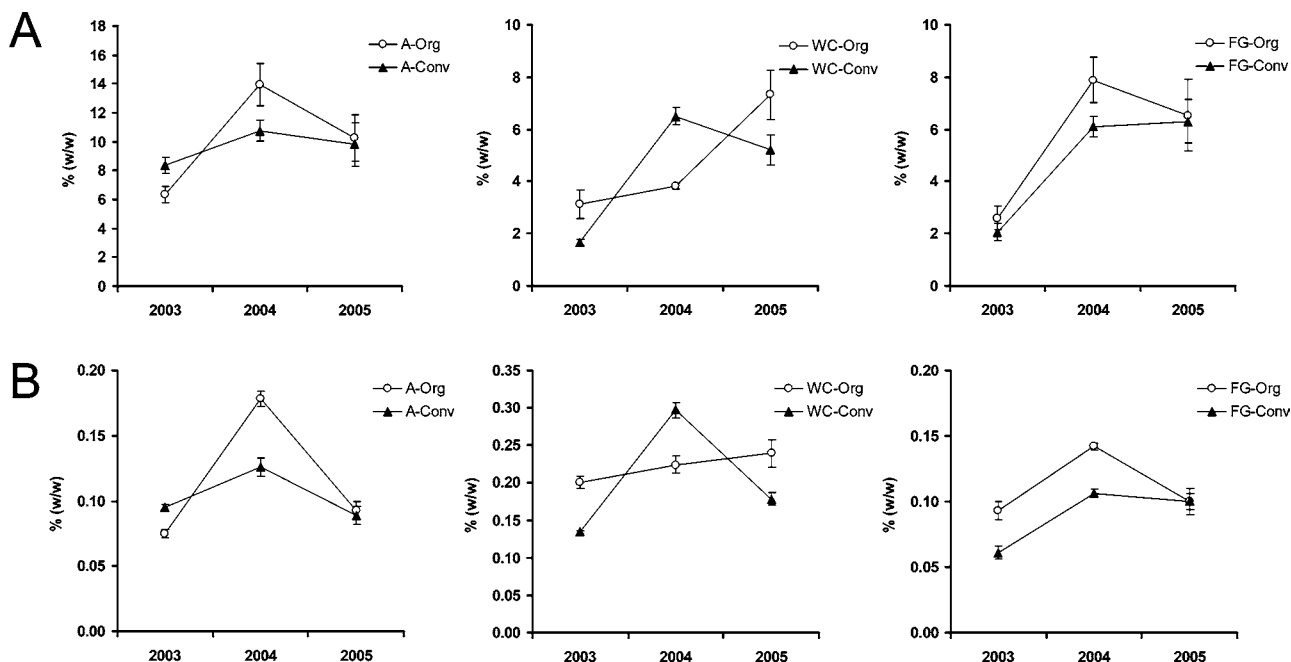 A
% (w/w)
18
16
14
12
10
8
6
4
2
0
2003 2004 2005
A-Org
A-Conv
% (w/w)
10
8
6
4
2
0
2003 2004 2005
WC-Org
WC-Conv
% (w/w)
10
8
6
4
2
0
2003 2004 2005
FG-Org
FG-Conv
B
% (w/w)
0.20
0.15
0.10
0.05
0.00
2003 2004 2005
A-Org
A-Conv
% (w/w)
0.35
0.30
0.25
0.20
0.15
0.10
0.05
0.00
2003 2004 2005
WC-Org
WC-Conv
% (w/w)
0.20
0.15
0.10
0.05
0.00
2003 2004 2005
FG-Org
FG-Conv